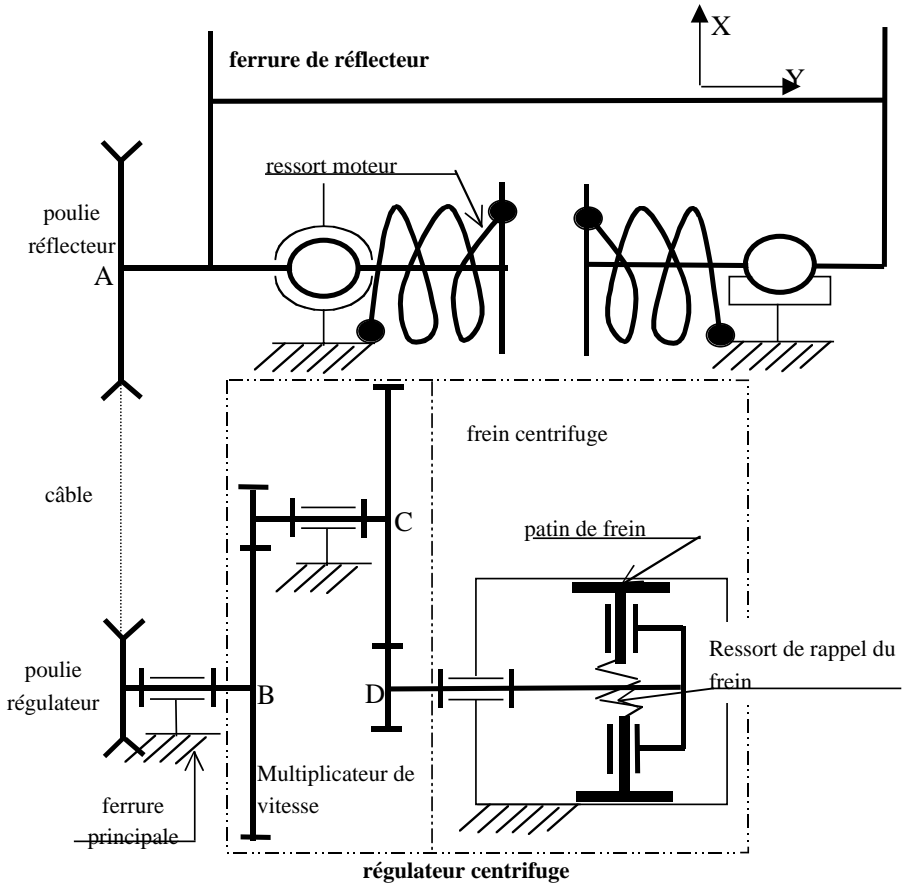 X
Y
ferrure de réflecteur
ressort moteur
poulie
réflecteur
A
frein centrifuge
câble
C
patin de frein
Ressort de rappel du
frein
poulie
régulateur
B
D
Multiplicateur de
vitesse
ferrure
principale
régulateur centrifuge